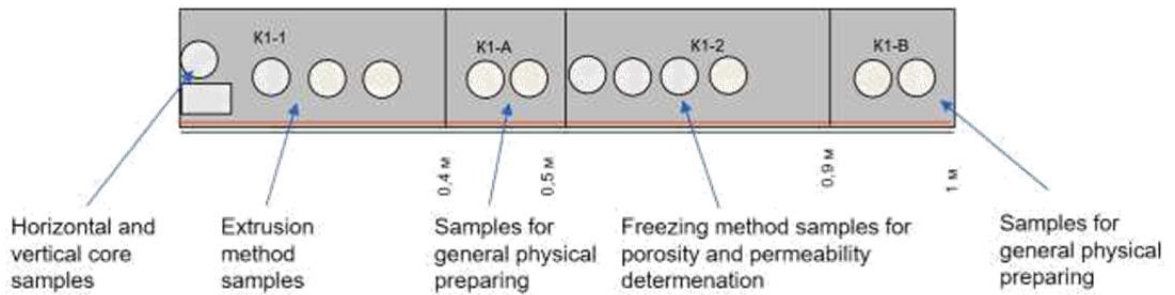 K1-1
K1-A
K1-2
K1-B
0,4 м
0,5 м
0,9 м
1 м
Horizontal and
vertical core
samples
Extrusion
method
samples
Samples for
general physical
preparing
Freezing method samples for
porosity and permeability
determenation
Samples for
general physical
preparing